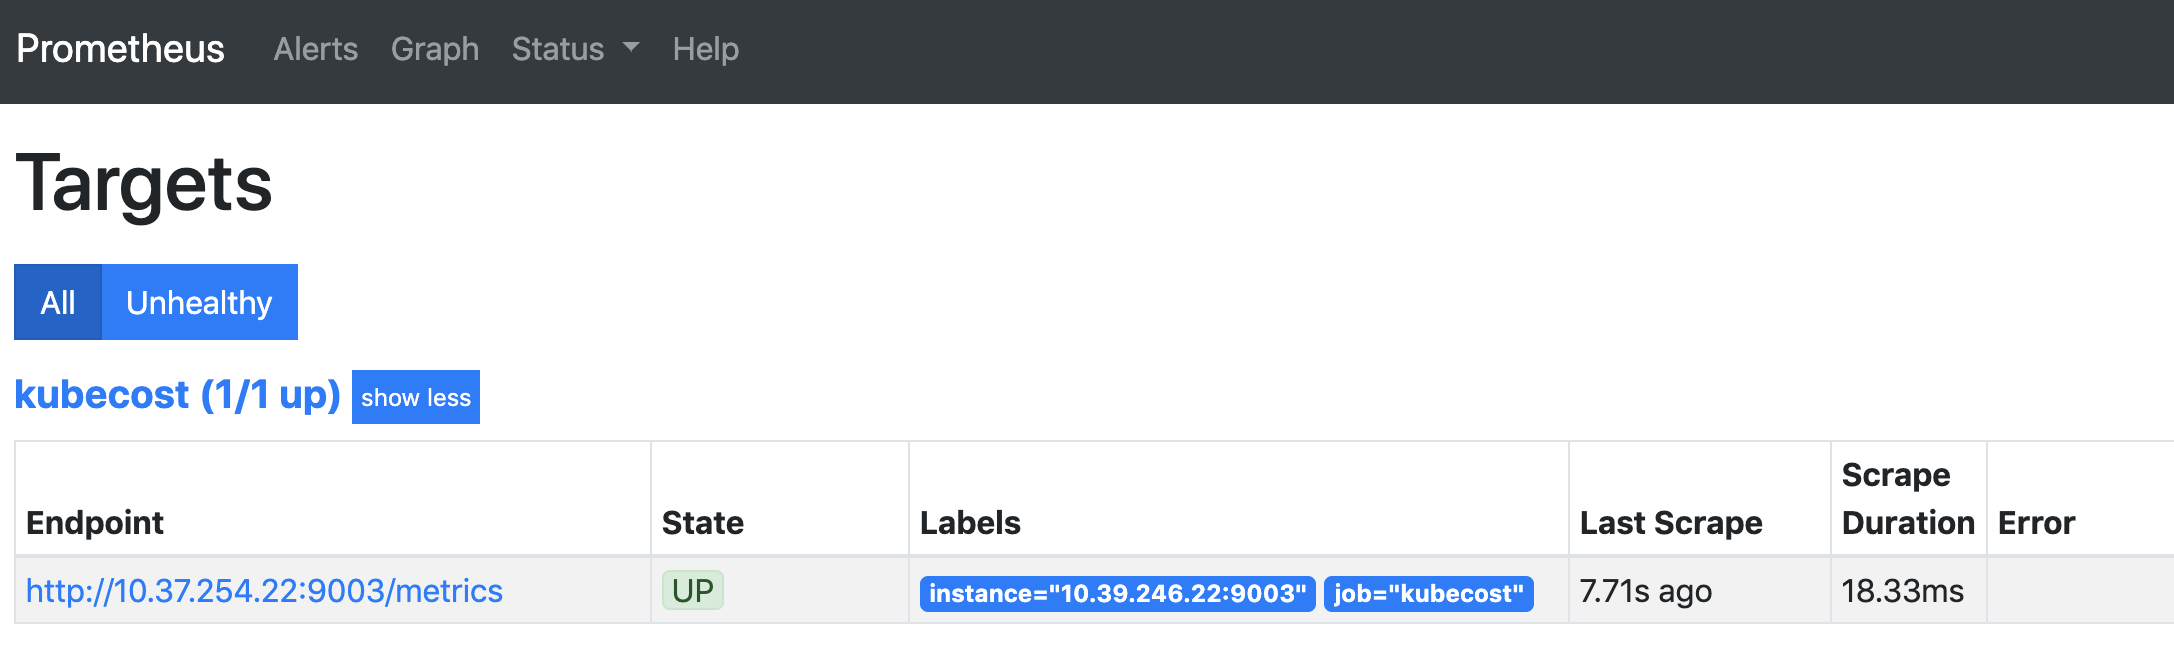 Prometheus Alerts Graph Status Help
Targets
All Unhealthy
kubecost (1/1 up) show less
Endpoint State Labels Last Scrape Scrape Duration Error
http://10.37.254.22:9003/metrics UP instance="10.39.246.22:9003" job="kubecost" 7.71s ago 18.33ms